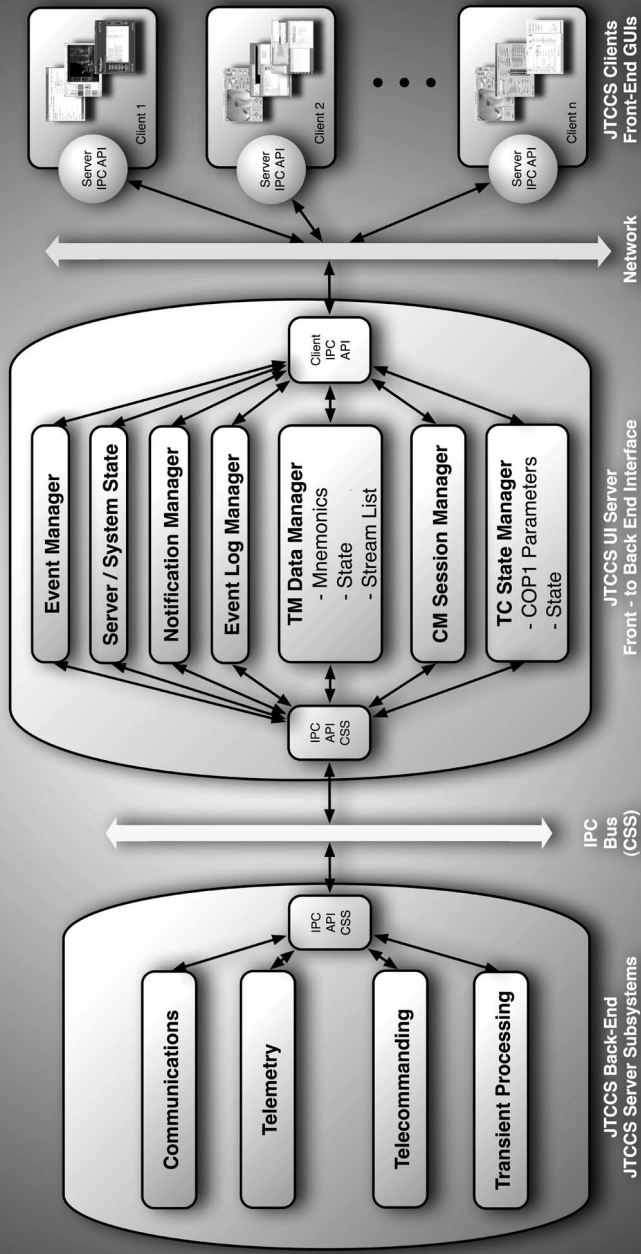 Communications
Telemetry
Telecommanding
Transient Processing
IPC
API
CSS
JTCCS Back-End
JTCCS Server Subsystems
IPC
Bus
(CSS)
IPC
API
CSS
Event Manager
Server / System State
Notification Manager
Event Log Manager
TM Data Manager
- Mnemonics
- State
- Stream List
CM Session Manager
TC State Manager
- COP1 Parameters
- State
Client
IPC
API
JTCCS UI Server
Front - to Back End Interface
Network
Server
IPC API
Client 1
Server
IPC API
Client 2
Server
IPC API
Client n
JTCCS Clients
Front-End GUIs